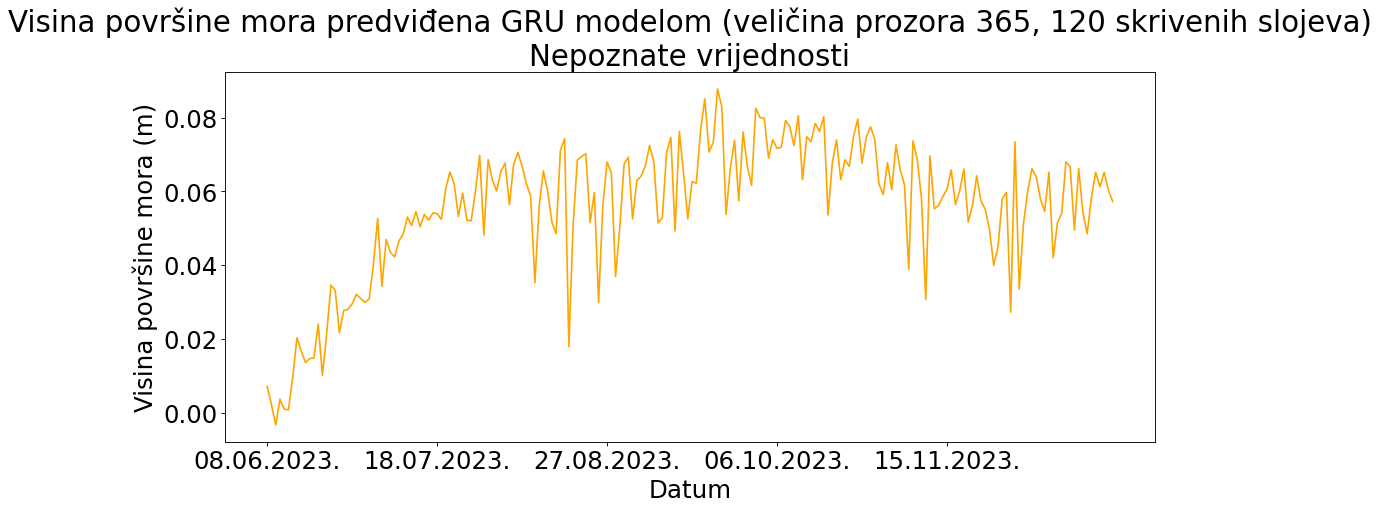 Visina površine mora predviđena GRU modelom (veličina prozora 365, 120 skrivenih slojeva)
Nepoznate vrijednosti
Visina površine mora (m)
0.08
0.06
0.04
0.02
0.00
08.06.2023. 18.07.2023. 27.08.2023. 06.10.2023. 15.11.2023.
Datum